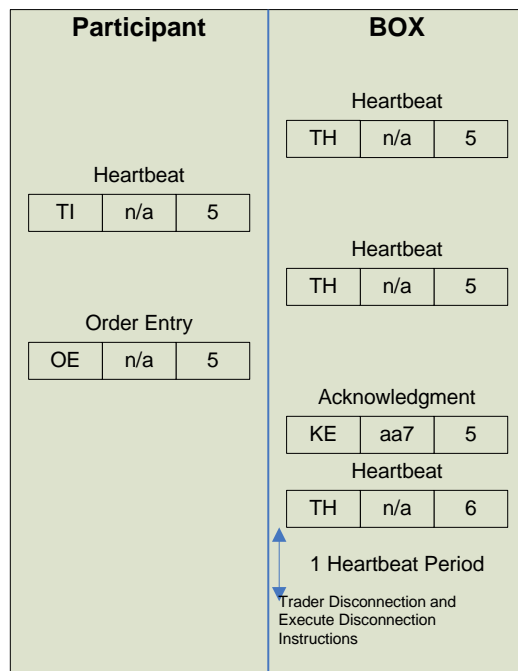 Participant BOX
Heartbeat
TH n/a 5
Heartbeat
TI n/a 5
Heartbeat
TH n/a 5
Order Entry
OE n/a 5
Acknowledgment
KE aa7 5
Heartbeat
TH n/a 6
1 Heartbeat Period
Trader Disconnection and
Execute Disconnection
Instructions